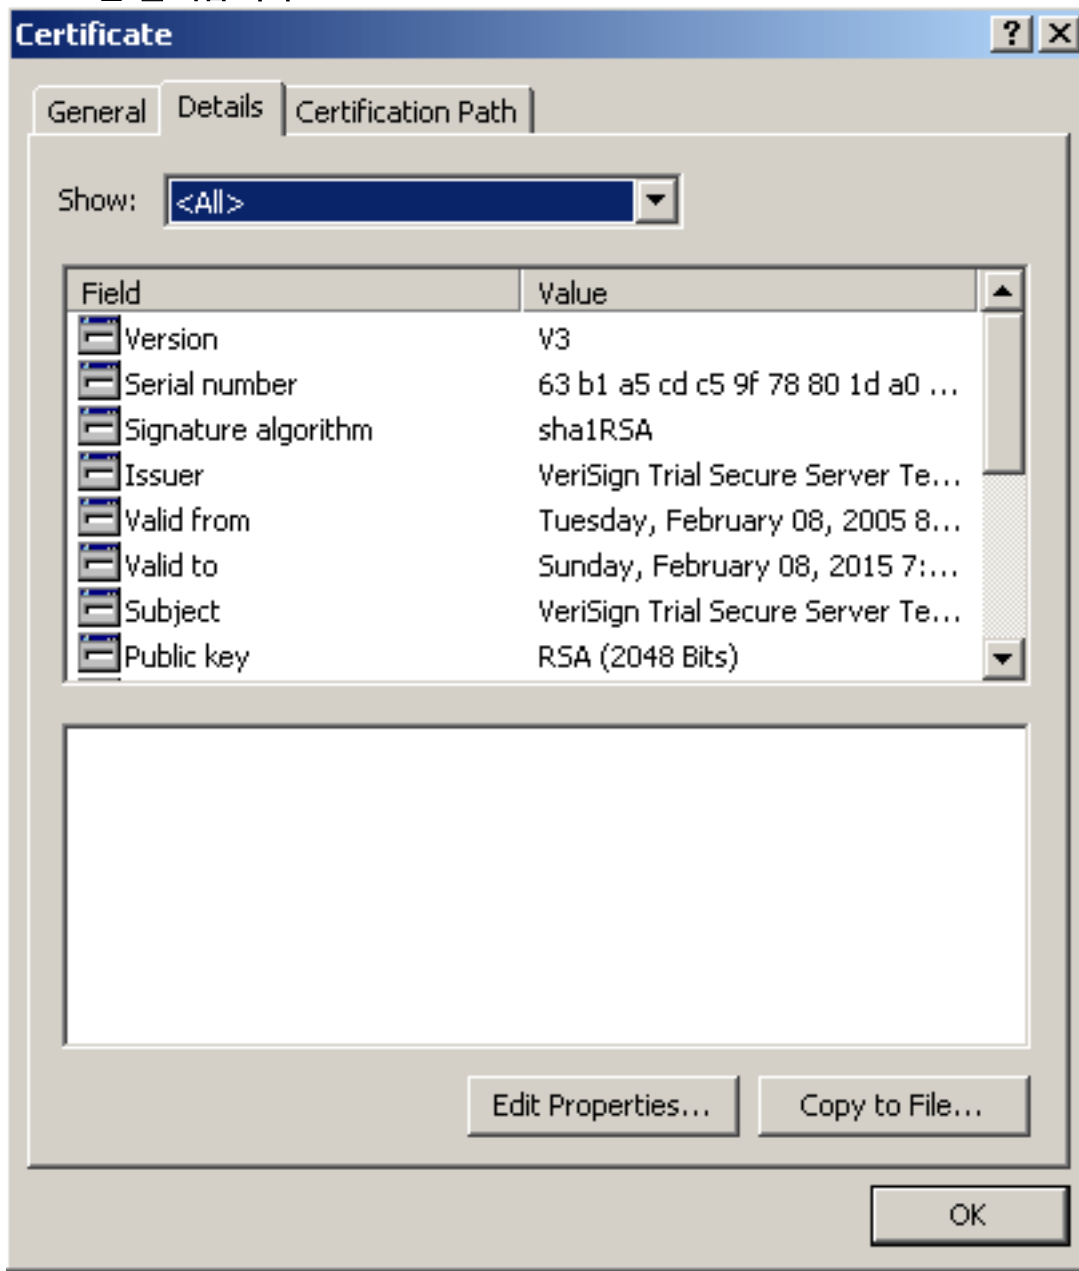 Certificate
General Details Certification Path
Show: <All>
Field Value
Version V3
Serial number 63 b1 a5 cd c5 9f 78 80 1d a0 ...
Signature algorithm sha1RSA
Issuer VeriSign Trial Secure Server Te...
Valid from Tuesday, February 08, 2005 8...
Valid to Sunday, February 08, 2015 7:...
Subject VeriSign Trial Secure Server Te...
Public key RSA (2048 Bits)
Edit Properties... Copy to File...
OK